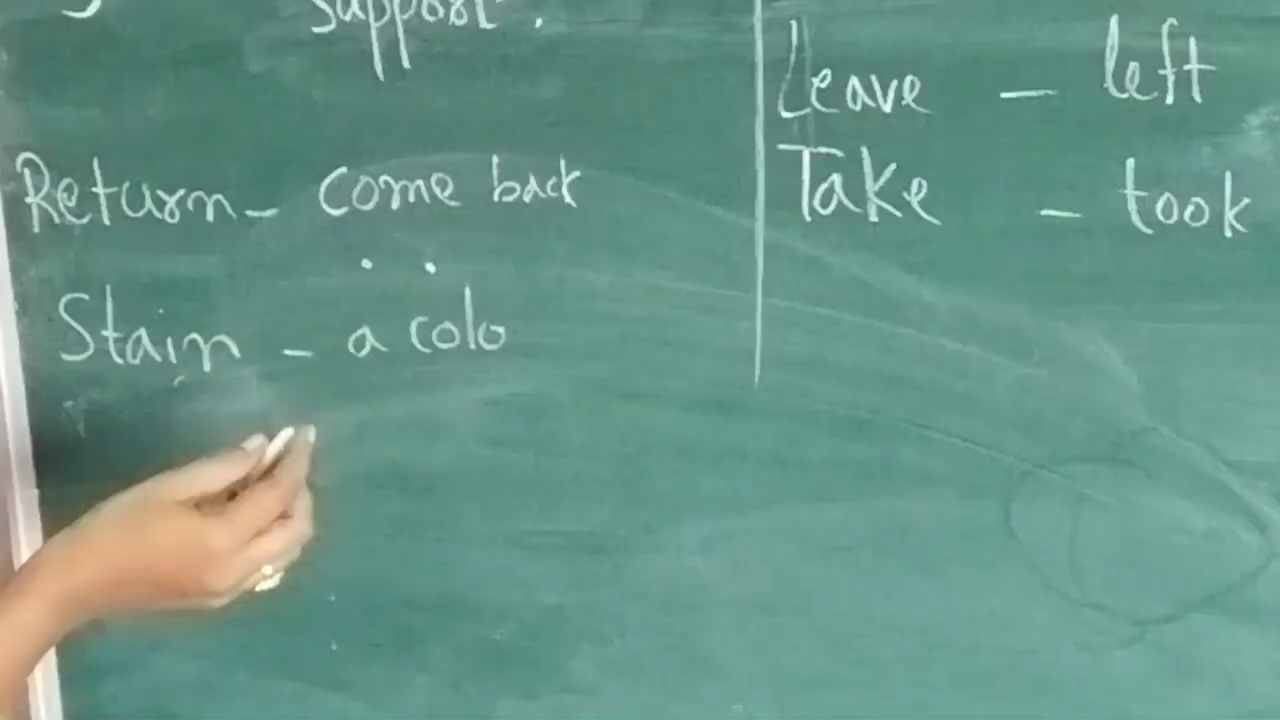 support.
Return - come back
Stain - a colo
Leave - left
Take - took